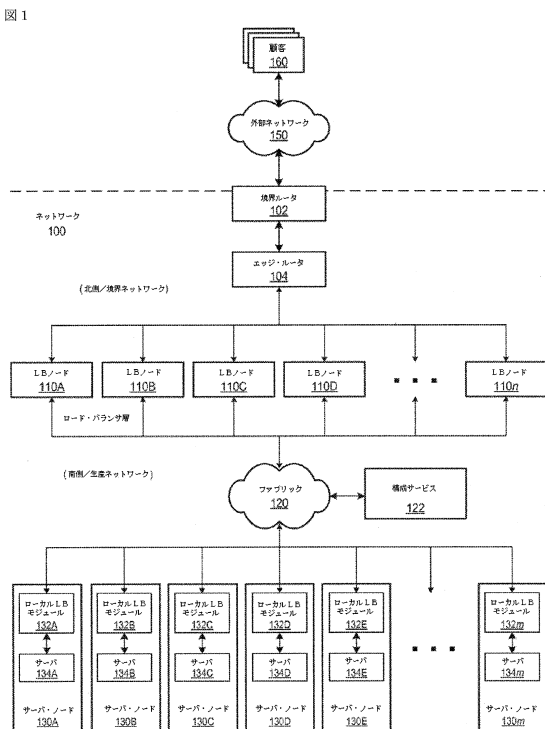 図1
顧客
160
外部ネットワーク
150
境界ルータ
102
ネットワーク
100
エッジ・ルータ
104
(北側/境界ネットワーク)
LBノード LBノード LBノード LBノード LBノード
110A 110B 110C 110D 110n
ロード・バランサ層
(南側/生産ネットワーク)
ファブリック
120
構成サービス
122
ローカルLB ローカルLB ローカルLB ローカルLB ローカルLB ローカルLB
モジュール モジュール モジュール モジュール モジュール モジュール
132A 132B 132C 132D 132E 132m
サーバ サーバ サーバ サーバ サーバ サーバ
134A 134B 134C 134D 134E 134m
サーバ・ノード サーバ・ノード サーバ・ノード サーバ・ノード サーバ・ノード サーバ・ノード
130A 130B 130C 130D 130E 130m